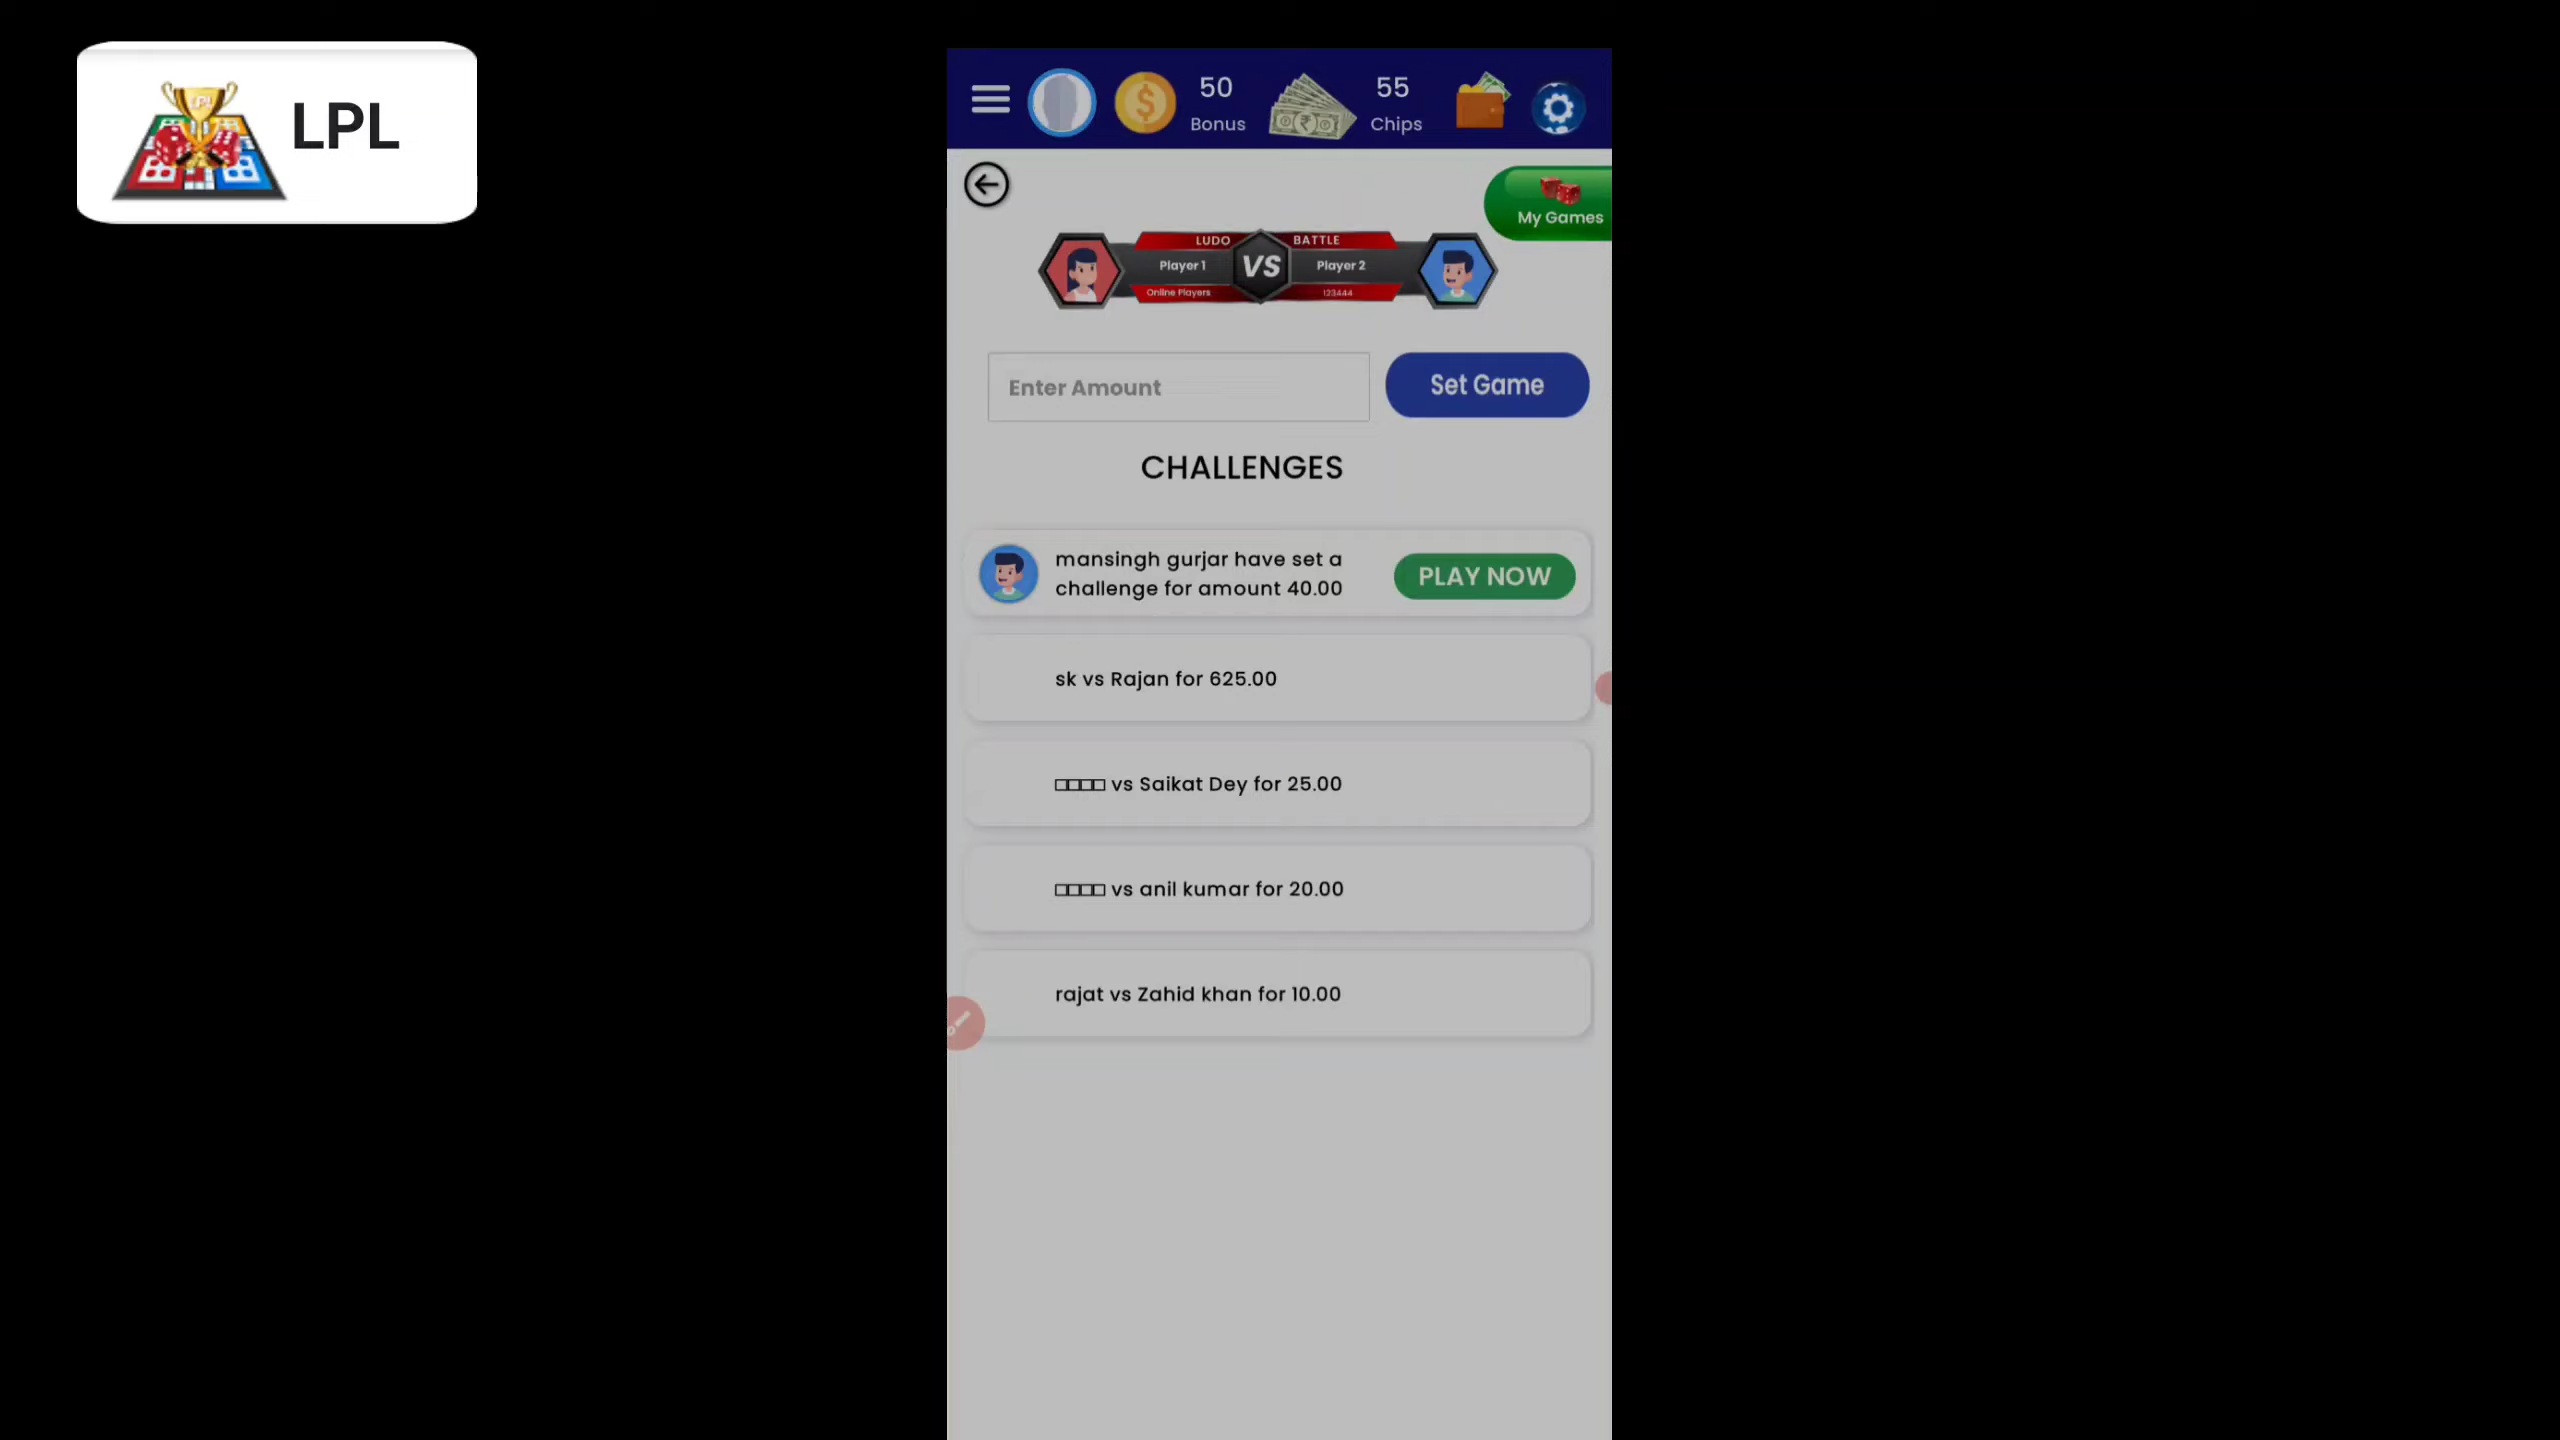 LPL
50
Bonus
55
Chips
My Games
LUDO BATTLE
Player 1 VS Player 2
Online Players 123444
Enter Amount
Set Game
CHALLENGES
mansingh gurjar have set a
challenge for amount 40.00
PLAY NOW
sk vs Rajan for 625.00
□□□□ vs Saikat Dey for 25.00
□□□□ vs anil kumar for 20.00
rajat vs Zahid khan for 10.00